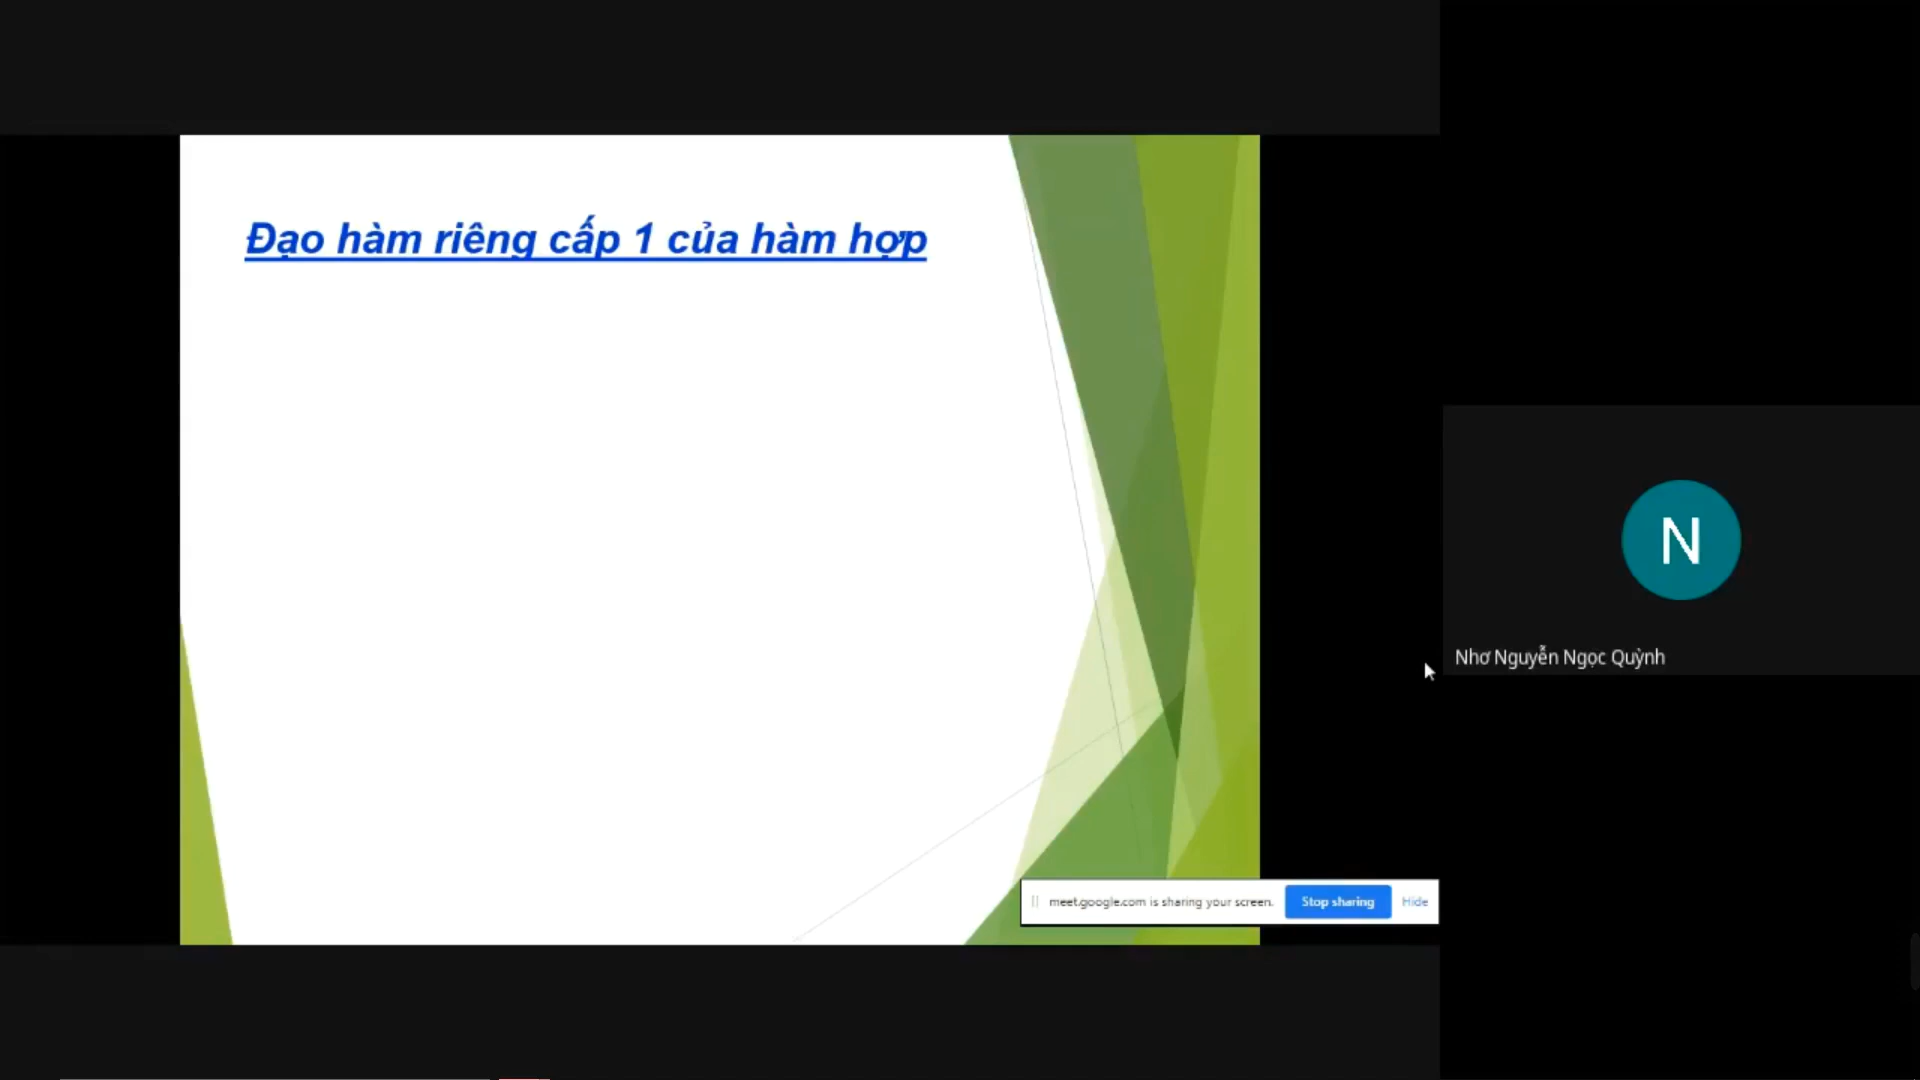 Đạo hàm riêng cấp 1 của hàm hợp
N
Nhơ Nguyễn Ngọc Quỳnh
meet.google.com is sharing your screen.
Stop sharing
Hide